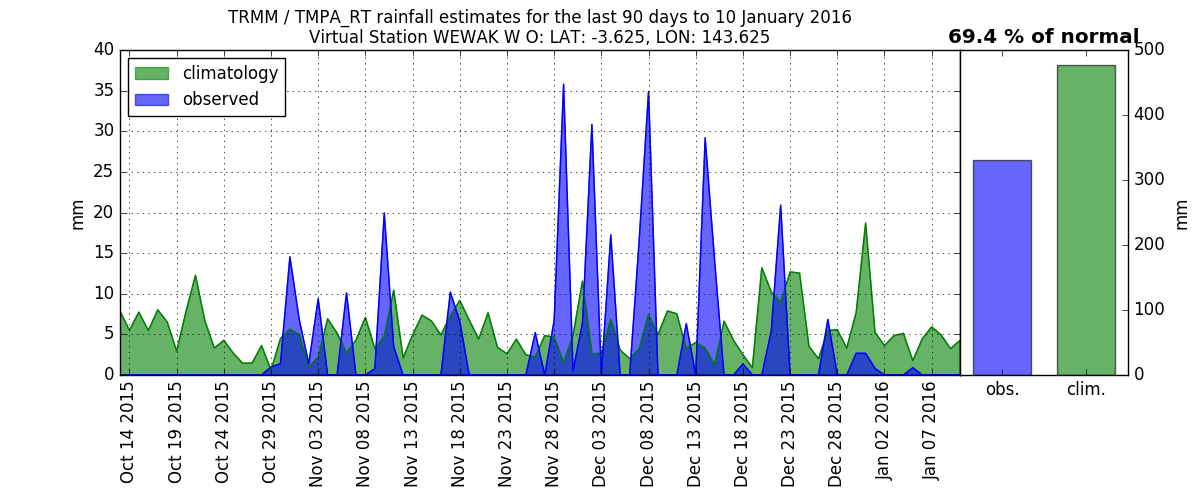 TRMM / TMPA_RT rainfall estimates for the last 90 days to 10 January 2016
Virtual Station WEWAK W O: LAT: -3.625, LON: 143.625
69.4 % of normal
climatology
observed
40
35
30
25
20
15
10
5
0
mm
Oct 14 2015
Oct 19 2015
Oct 24 2015
Oct 29 2015
Nov 03 2015
Nov 08 2015
Nov 13 2015
Nov 18 2015
Nov 23 2015
Nov 28 2015
Dec 03 2015
Dec 08 2015
Dec 13 2015
Dec 18 2015
Dec 23 2015
Dec 28 2015
Jan 02 2016
Jan 07 2016
500
400
300
200
100
0
mm
obs.
clim.